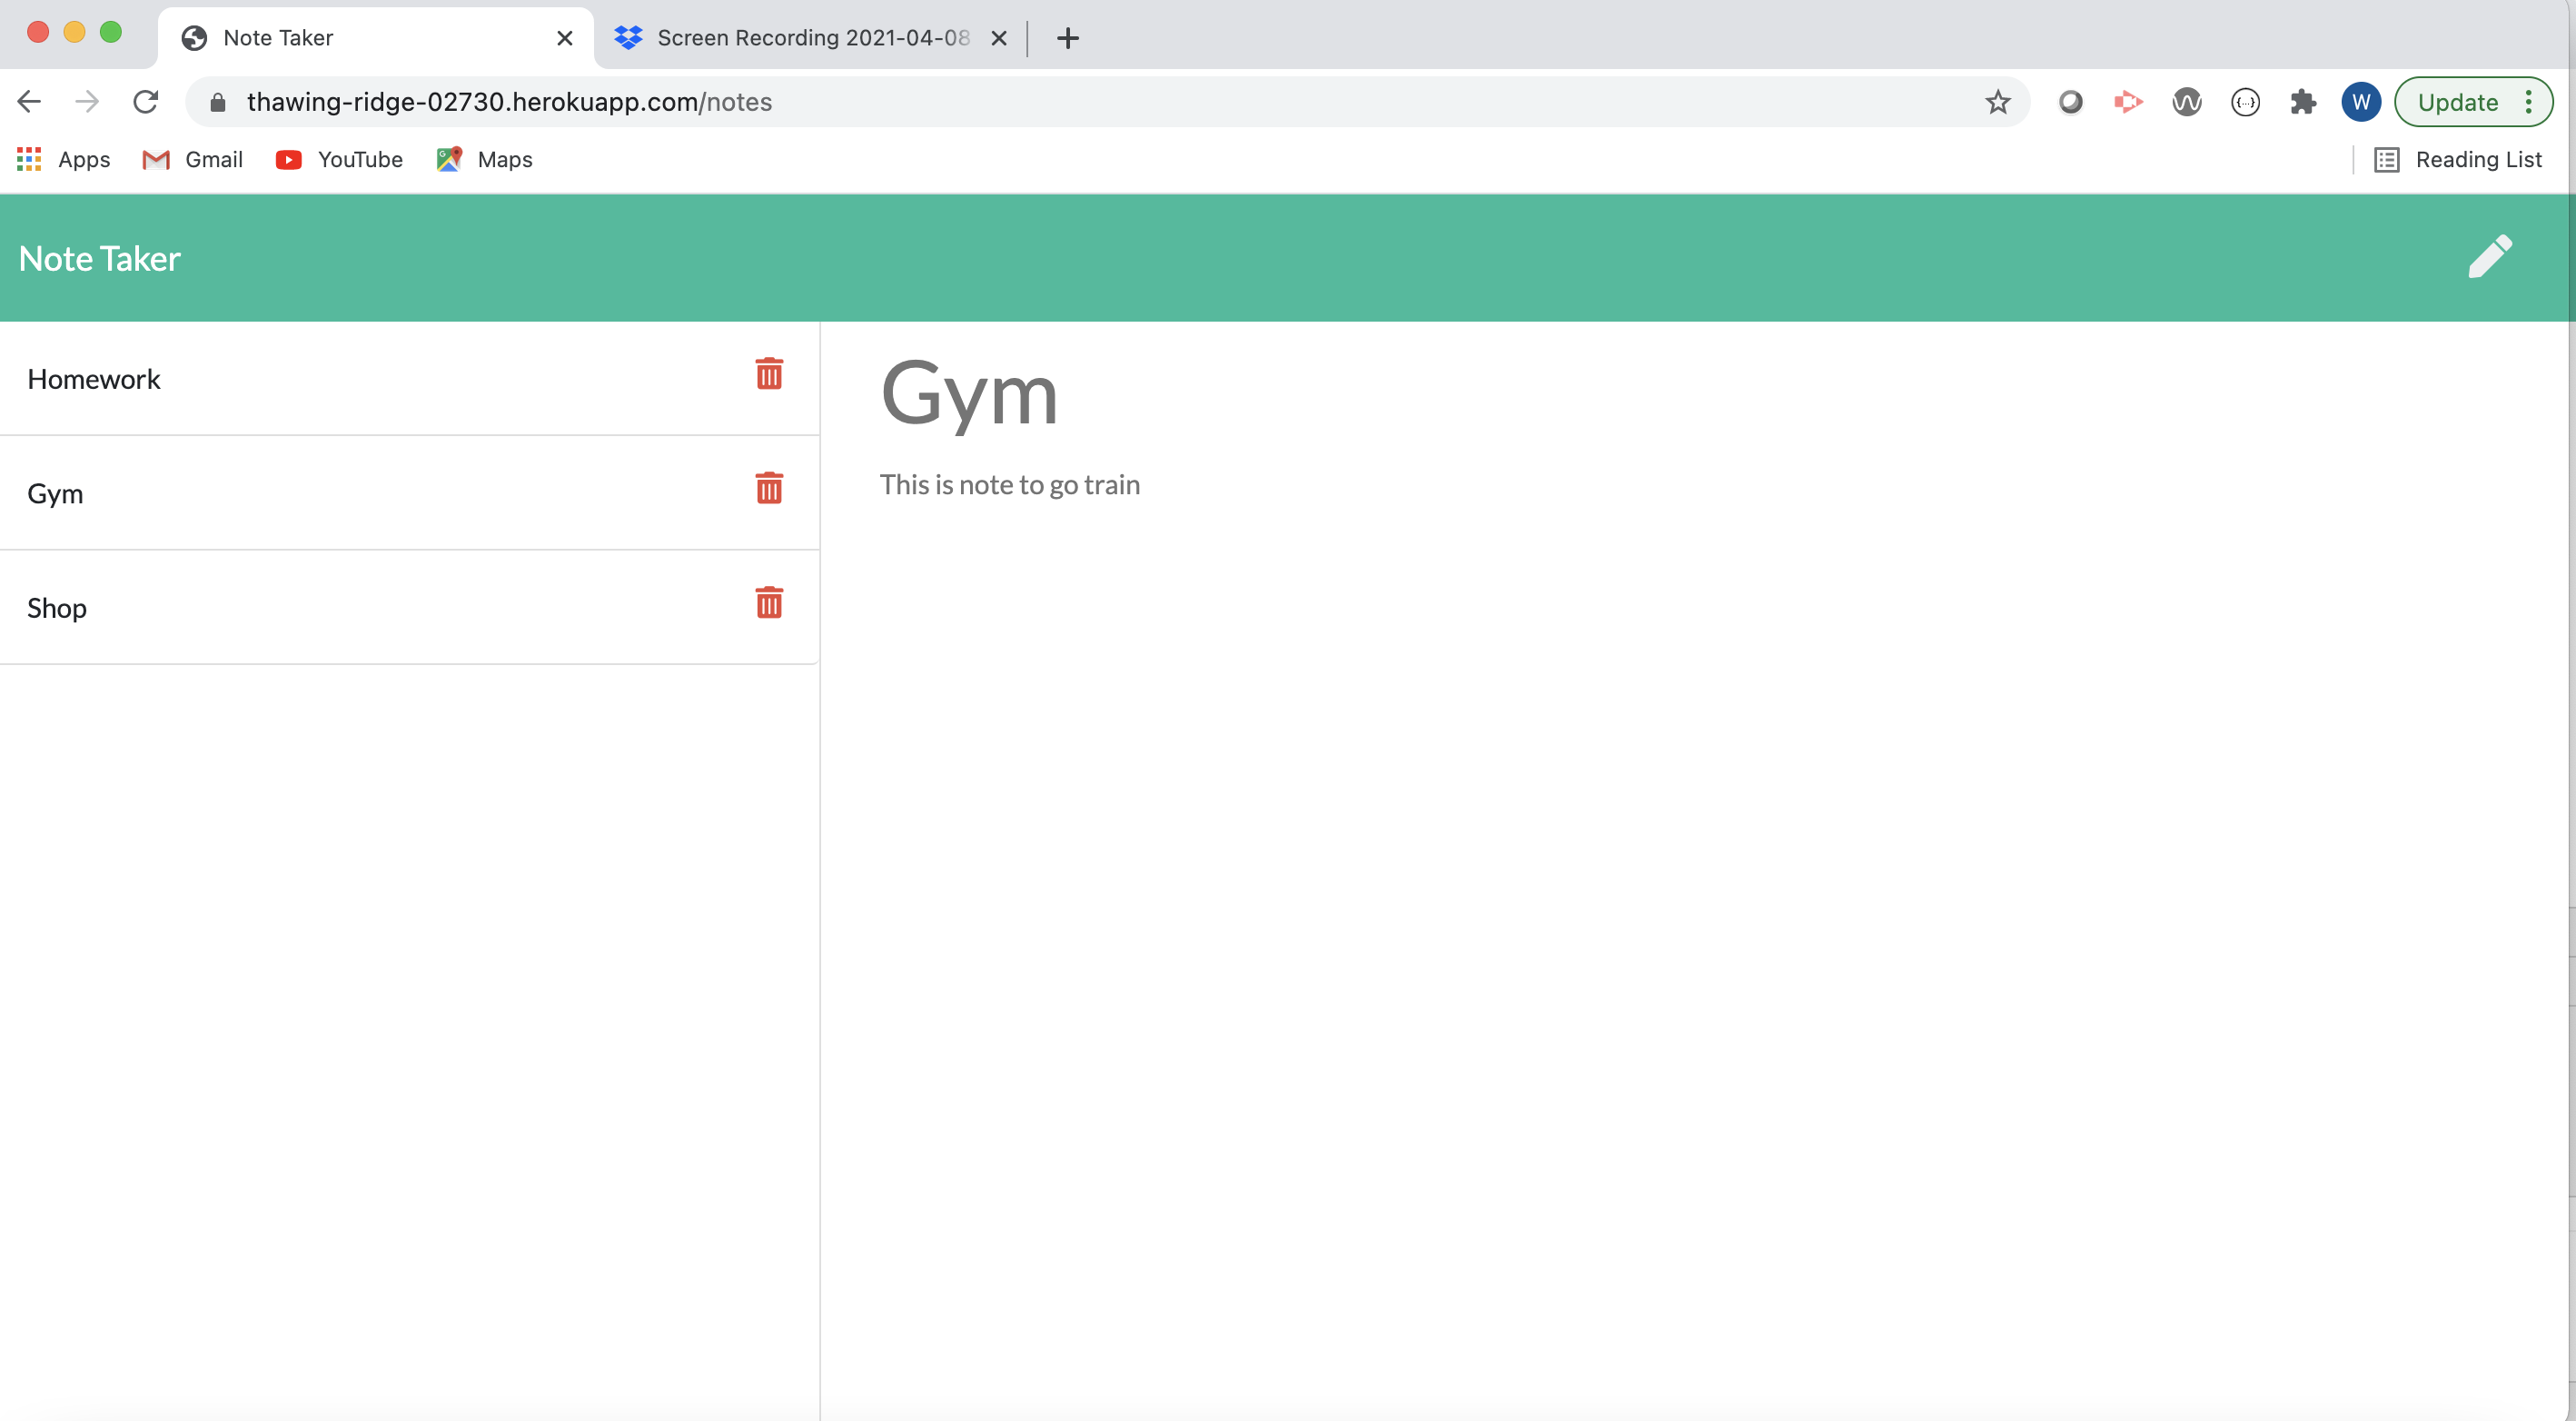 Note Taker
Screen Recording 2021-04-08
thawing-ridge-02730.herokuapp.com/notes
W
Update
Apps
Gmail
YouTube
Maps
Reading List
Note Taker
Homework
Gym
Shop
Gym
This is note to go train